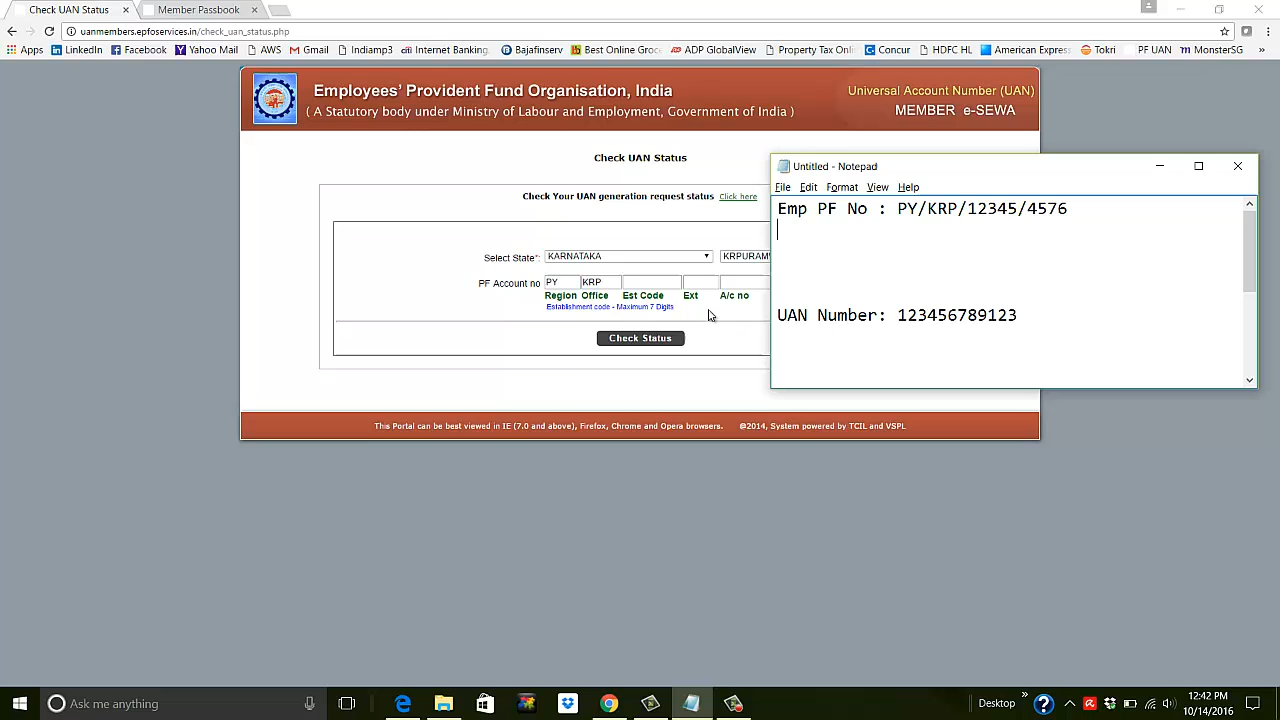 Check UAN Status
Member Passbook
uanmembers.epfoservices.in/check_uan_status.php
Apps LinkedIn Facebook Yahoo Mail AWS Gmail Indiamp3 Internet Banking Bajafinserv Best Online Groc ADP GlobalView Property Tax Onli Concur HDFC HL American Expres Tokri PF UAN MonsterSG
Employees' Provident Fund Organisation, India
( A Statutory body under Ministry of Labour and Employment, Government of India )
Universal Account Number (UAN)
MEMBER e-SEWA
Check UAN Status
Check Your UAN generation request status Click here
Select State*: KARNATAKA KRPURAM
PF Account no PY KRP
Region Office Est Code Ext A/c no
Establishment code - Maximum 7 Digits
Check Status
This Portal can be best viewed in IE (7.0 and above), Firefox, Chrome and Opera browsers. @2014, System powered by TCIL and VSPL
Untitled - Notepad
File Edit Format View Help
Emp PF No : PY/KRP/12345/4576
UAN Number: 123456789123
Ask me anything
Desktop
12:42 PM
10/14/2016